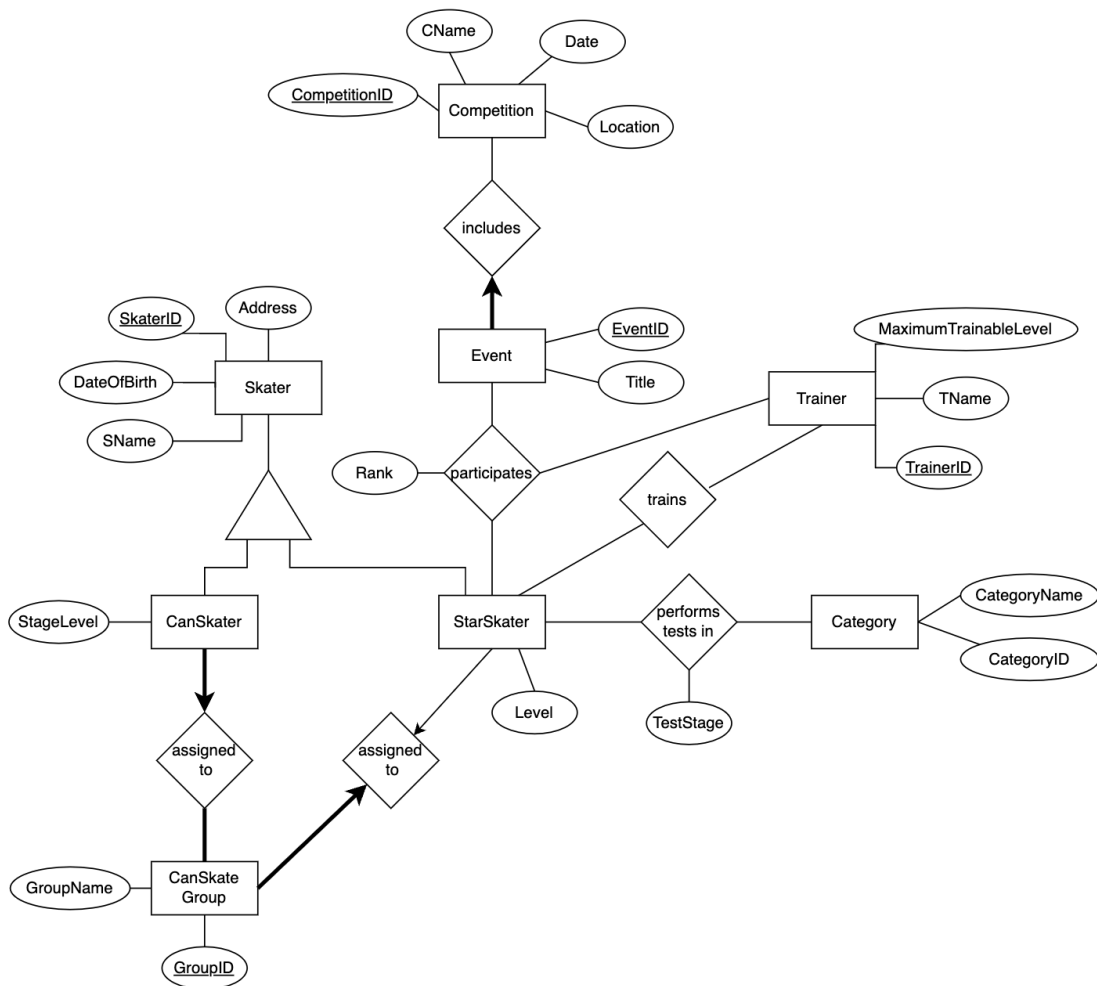 CName
Date
CompetitionID
Competition
Location
includes
SkaterID
Address
EventID
MaximumTrainableLevel
Event
DateOfBirth
Skater
Title
Trainer
TName
SName
Rank
participates
TrainerID
trains
StageLevel
CanSkater
StarSkater
performs
tests in
Category
CategoryName
CategoryID
Level
TestStage
assigned
to
assigned
to
GroupName
CanSkate
Group
GroupID